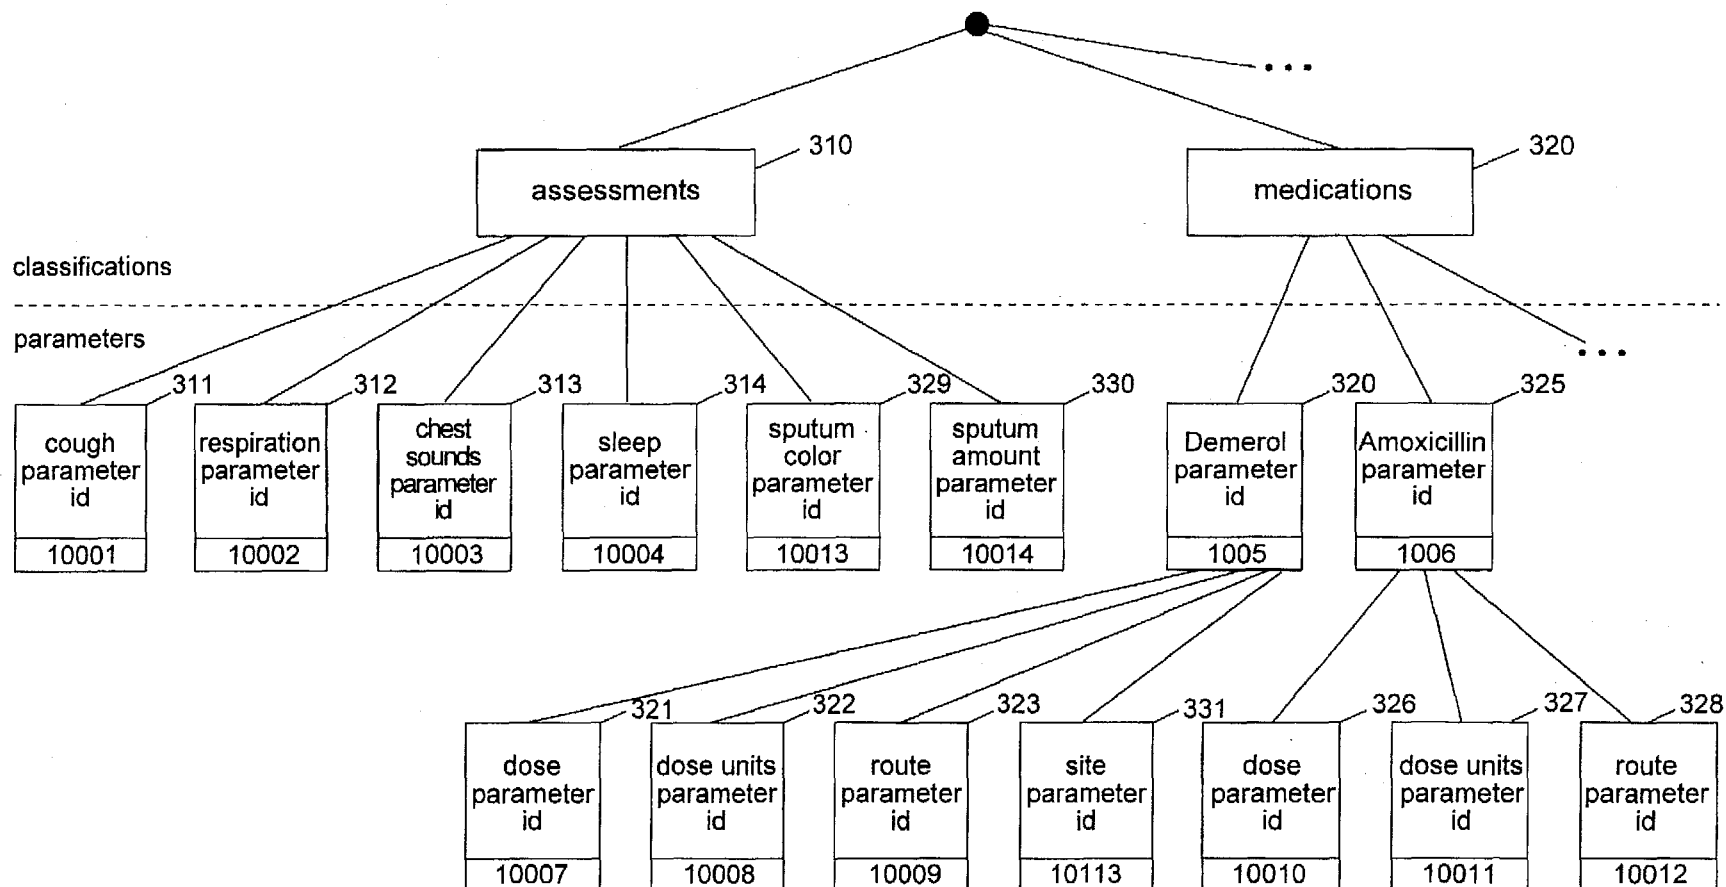 310
320
assessments
medications
classifications
parameters
311
312
313
314
329
330
320
325
cough
parameter
id
10001
respiration
parameter
id
10002
chest
sounds
parameter
id
10003
sleep
parameter
id
10004
sputum
color
parameter
id
10013
sputum
amount
parameter
id
10014
Demerol
parameter
id
1005
Amoxicillin
parameter
id
1006
321
322
323
331
326
327
328
dose
parameter
id
10007
dose units
parameter
id
10008
route
parameter
id
10009
site
parameter
id
10113
dose
parameter
id
10010
dose units
parameter
id
10011
route
parameter
id
10012